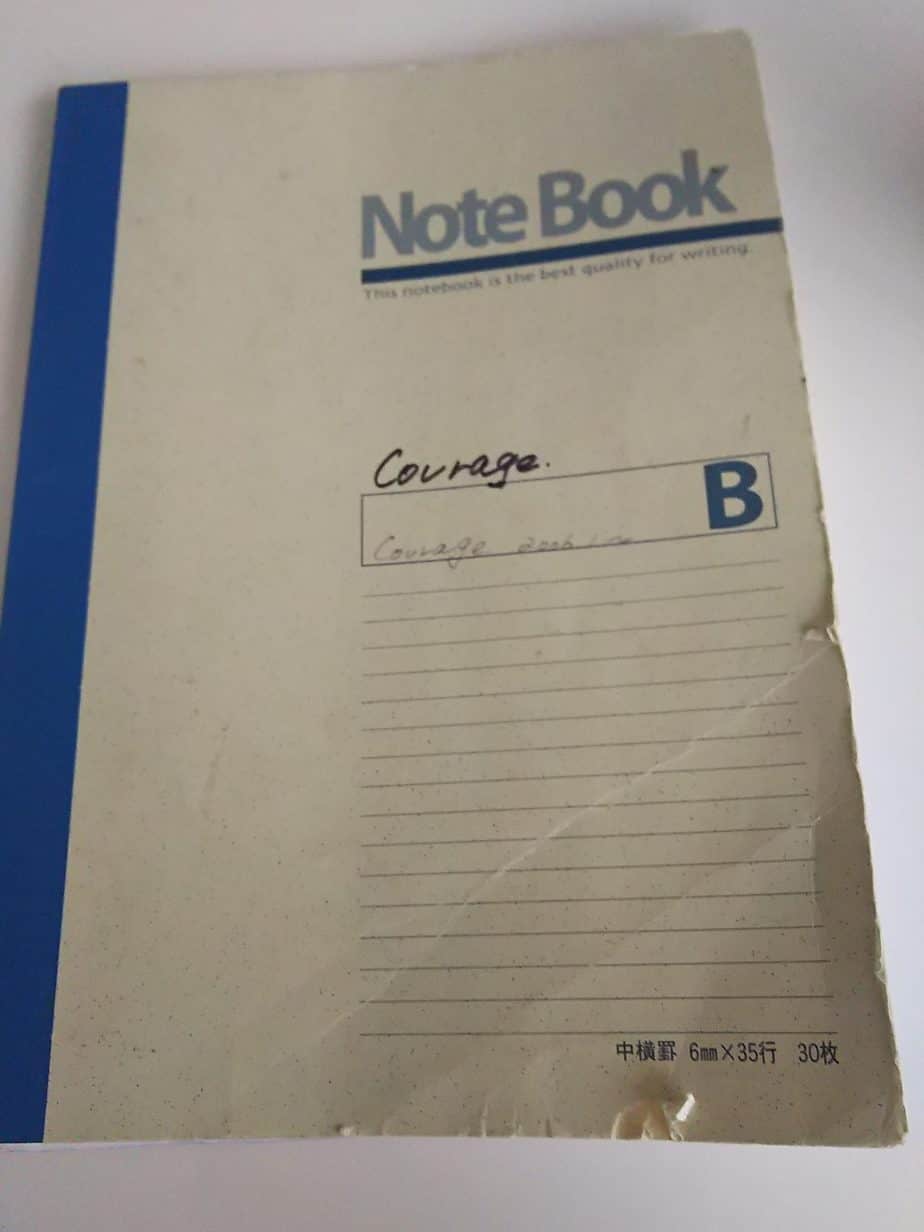 Note Book
This notebook is the best quality for writing.
Courage.
B
Courage
中横罫 6mm×35行 30枚